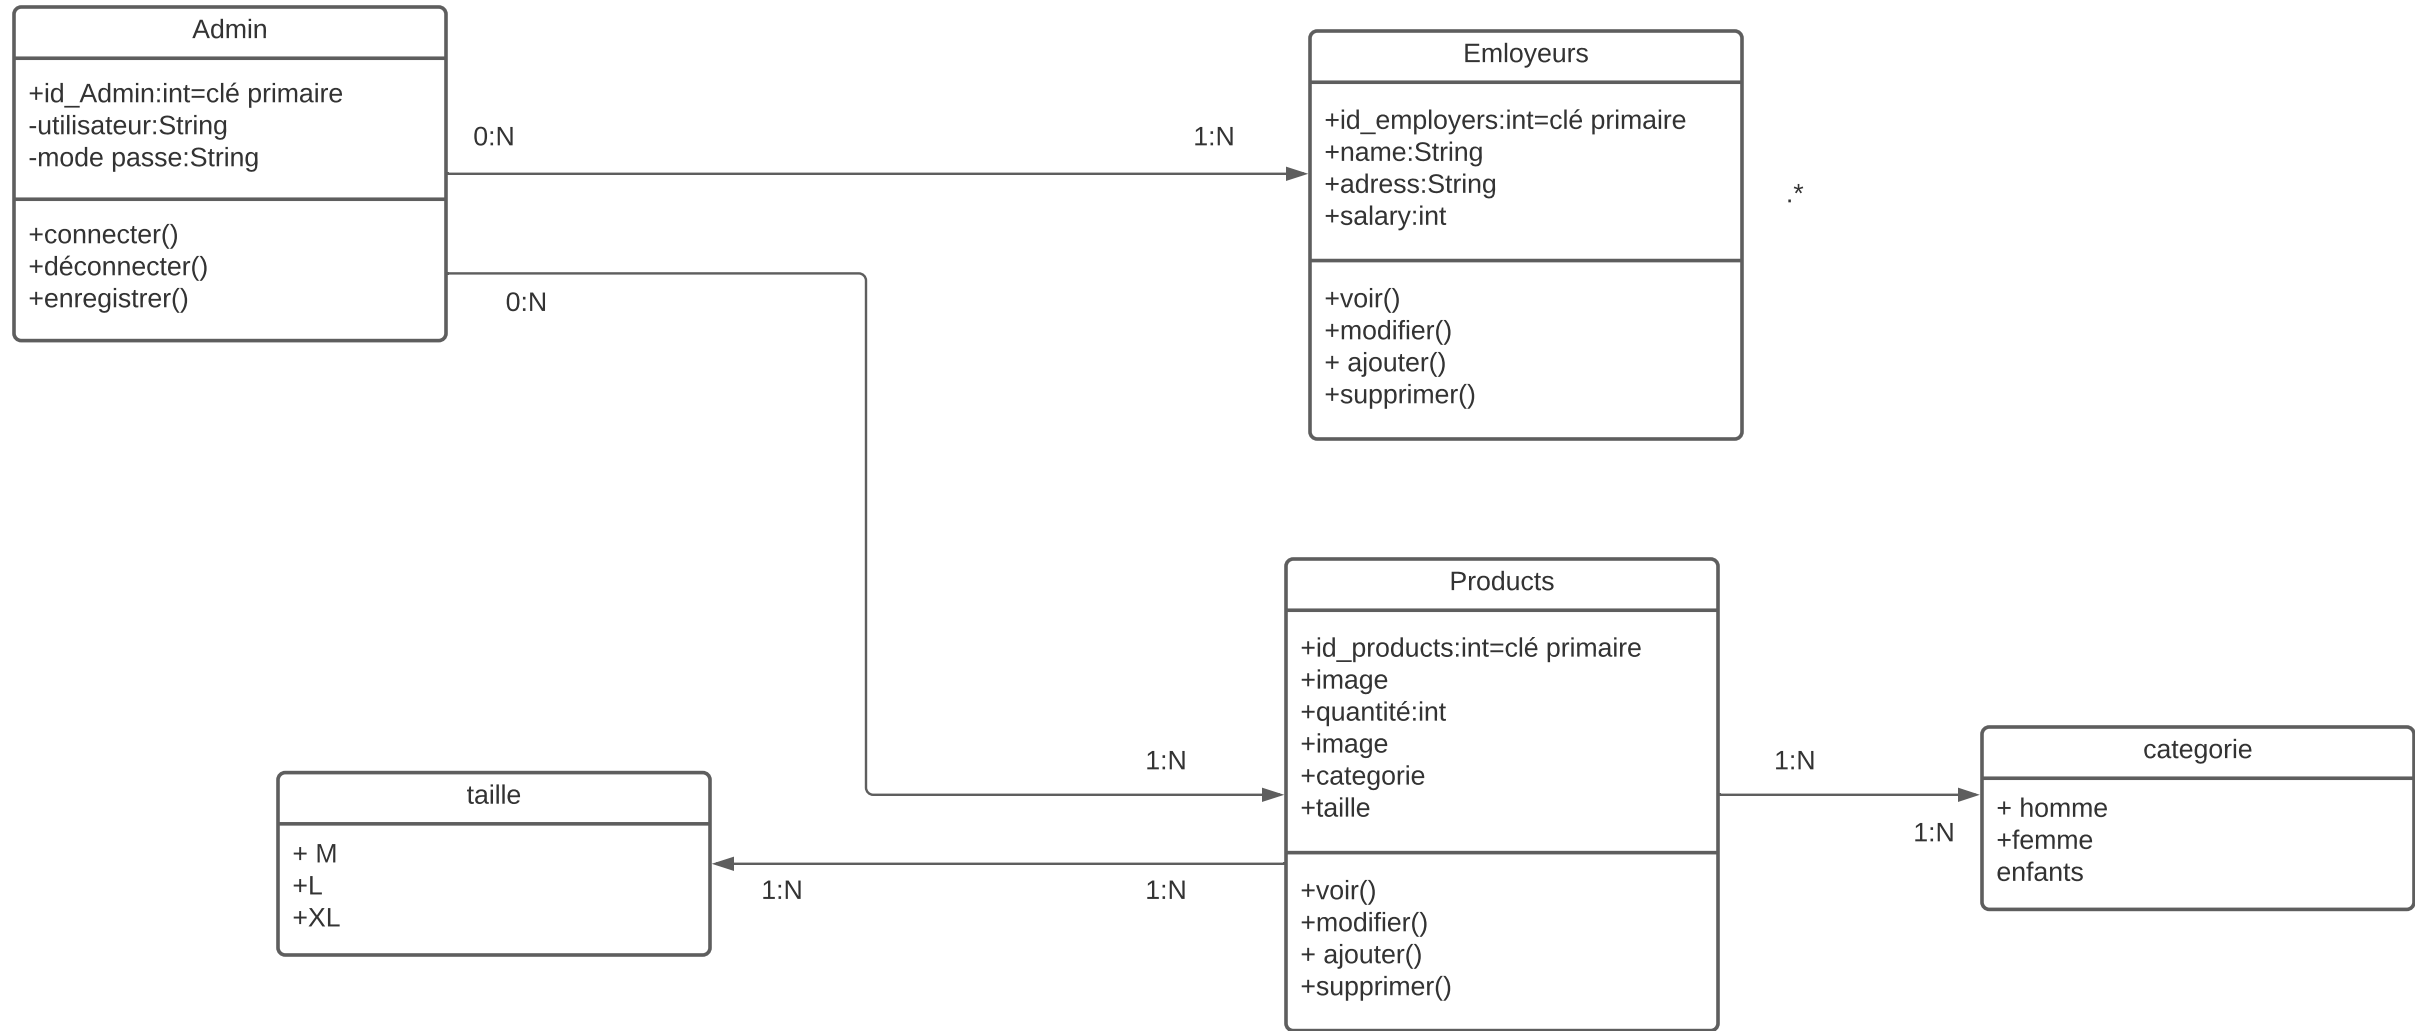 Admin
+id_Admin:int=clé primaire
-utilisateur:String
-mode passe:String
+connecter()
+déconnecter()
+enregistrer()
0:N
1:N
0:N
Emloyeurs
+id_employers:int=clé primaire
+name:String
+adress:String
+salary:int
+voir()
+modifier()
+ ajouter()
+supprimer()
.*
Products
+id_products:int=clé primaire
+image
+quantité:int
+image
+categorie
+taille
+voir()
+modifier()
+ ajouter()
+supprimer()
1:N
1:N
1:N
taille
+ M
+L
+XL
1:N
1:N
categorie
+ homme
+femme
enfants